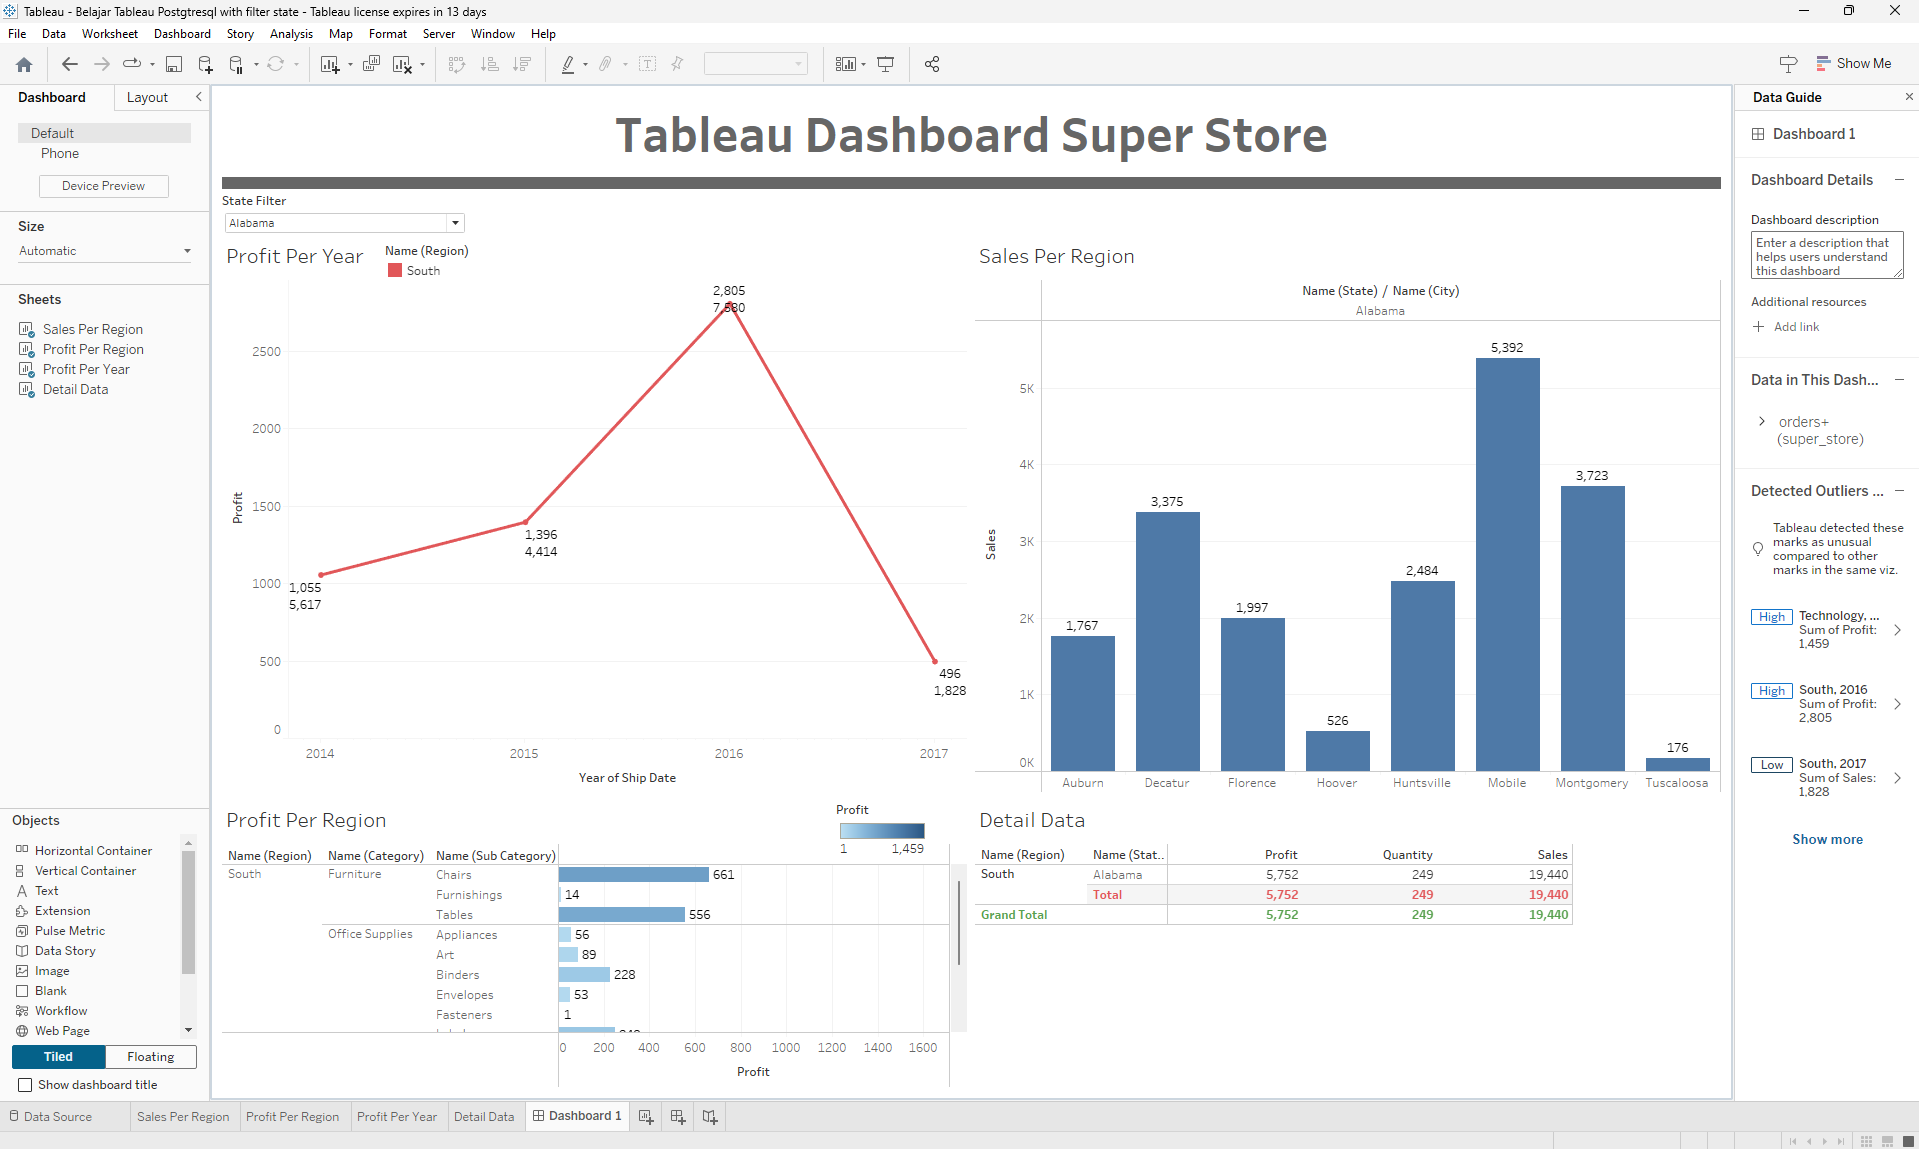 Tableau - Belajar Tableau Postgtresql with filter state - Tableau license expires in 13 days
File Data Worksheet Dashboard Story Analysis Map Format Server Window Help
Show Me
Dashboard Layout
Default
Phone
Device Preview
Size
Automatic
Sheets
Sales Per Region
Profit Per Region
Profit Per Year
Detail Data
Objects
Horizontal Container
Vertical Container
Text
Extension
Pulse Metric
Data Story
Image
Blank
Workflow
Web Page
Tiled Floating
Show dashboard title
Tableau Dashboard Super Store
State Filter
Alabama
Profit Per Year
Name (Region)
South
2,805
7,580
2500
2000
1500
1000
500
0
Profit
1,396
4,414
1,055
5,617
496
1,828
2014 2015 2016 2017
Year of Ship Date
Sales Per Region
Name (State) / Name (City)
Alabama
5K
4K
3K
2K
1K
0K
Sales
1,767
3,375
1,997
526
2,484
5,392
3,723
176
Auburn Decatur Florence Hoover Huntsville Mobile Montgomery Tuscaloosa
Profit Per Region
Profit
1 1,459
Name (Region) Name (Category) Name (Sub Category)
South Furniture Chairs 661
Furnishings 14
Tables 556
Office Supplies Appliances 56
Art 89
Binders 228
Envelopes 53
Fasteners 1
0 200 400 600 800 1000 1200 1400 1600
Profit
Detail Data
Name (Region) Name (Stat.. Profit Quantity Sales
South Alabama 5,752 249 19,440
Total 5,752 249 19,440
Grand Total 5,752 249 19,440
Data Guide
Dashboard 1
Dashboard Details
Dashboard description
Enter a description that
helps users understand
this dashboard
Additional resources
Add link
Data in This Dash...
orders+
(super_store)
Detected Outliers ...
Tableau detected these
marks as unusual
compared to other
marks in the same viz.
High Technology, ...
Sum of Profit:
1,459
High South, 2016
Sum of Profit:
2,805
Low South, 2017
Sum of Sales:
1,828
Show more
Data Source Sales Per Region Profit Per Region Profit Per Year Detail Data Dashboard 1